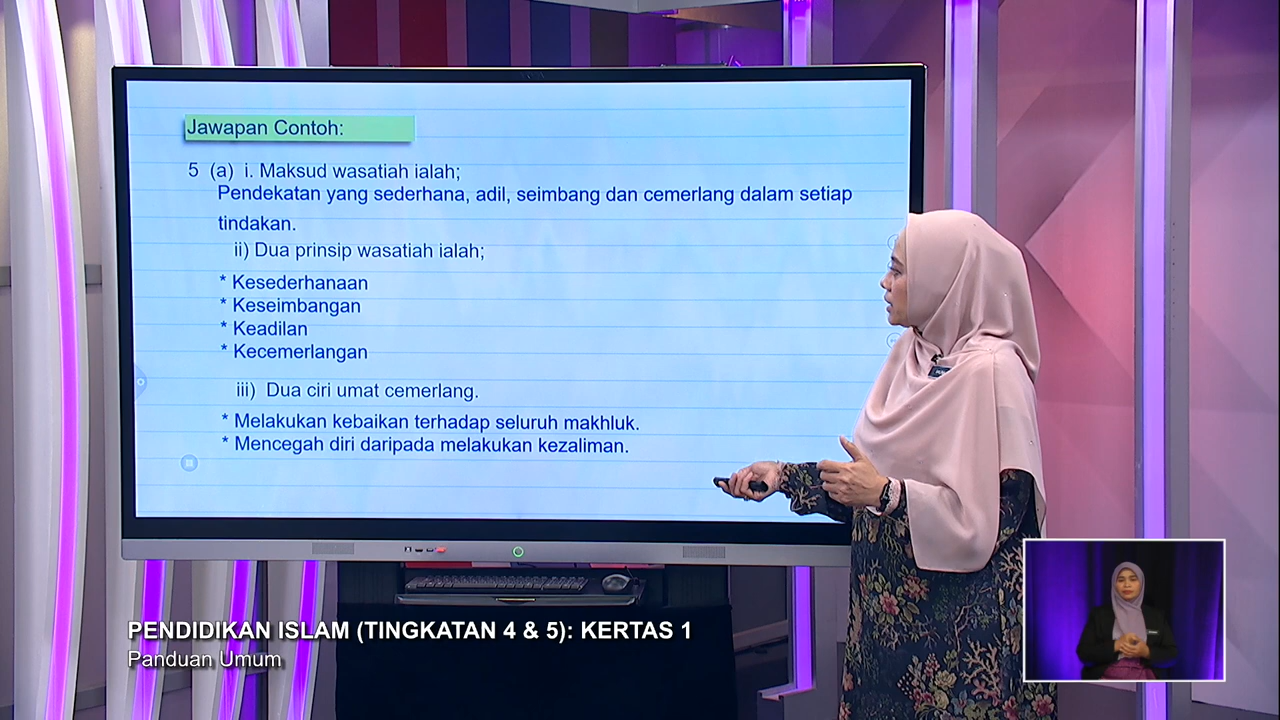 Jawapan Contoh:
5 (a) i. Maksud wasatiah ialah;
Pendekatan yang sederhana, adil, seimbang dan cemerlang dalam setiap
tindakan.
ii) Dua prinsip wasatiah ialah;
* Kesederhanaan
* Keseimbangan
* Keadilan
* Kecemerlangan
iii) Dua ciri umat cemerlang.
* Melakukan kebaikan terhadap seluruh makhluk.
* Mencegah diri daripada melakukan kezaliman.
PENDIDIKAN ISLAM (TINGKATAN 4 & 5): KERTAS 1
Panduan Umum